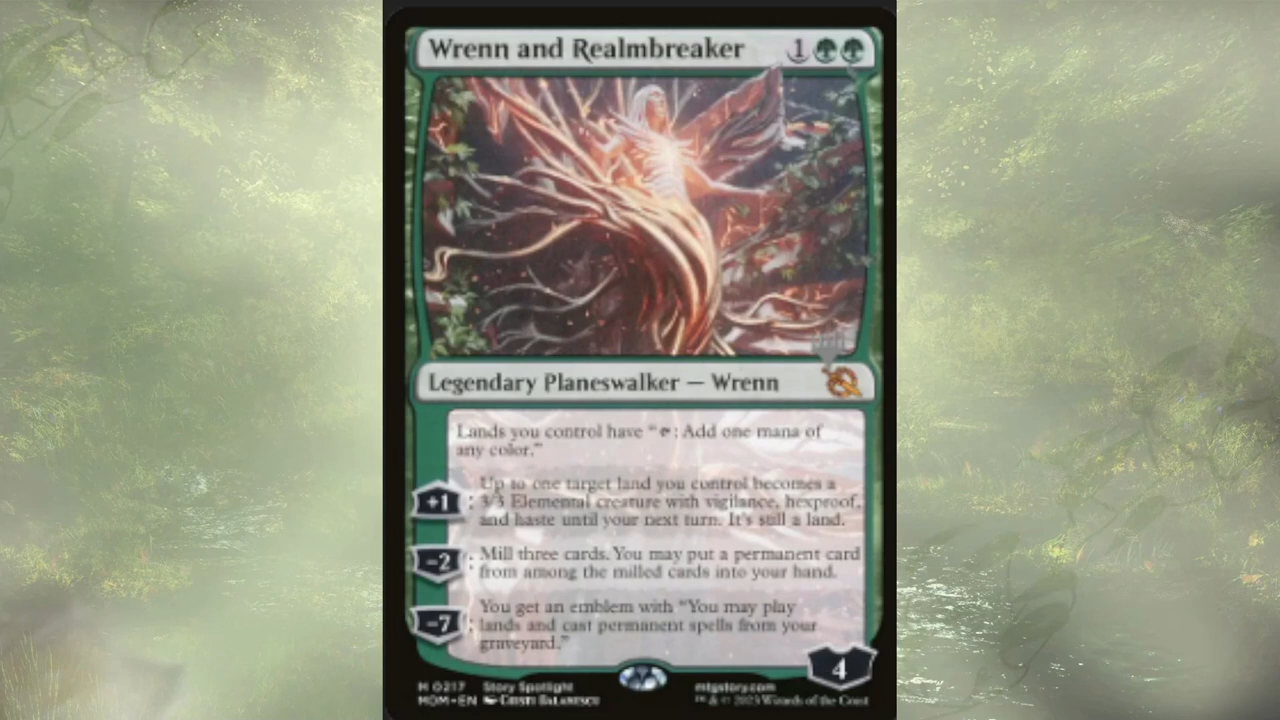 Wrenn and Realmbreaker 1
Legendary Planeswalker — Wrenn
Lands you control have “: Add one mana of
any color.”
+1: Up to one target land you control becomes a
3/3 Elemental creature with vigilance, hexproof,
and haste until your next turn. It's still a land.
−2: Mill three cards. You may put a permanent card
from among the milled cards into your hand.
−7: You get an emblem with “You may play
lands and cast permanent spells from your
graveyard.”
4
M 0217 Story Spotlight mtgstory.com
MOM • EN Cristi Balanescu ™ & © 2023 Wizards of the Coast